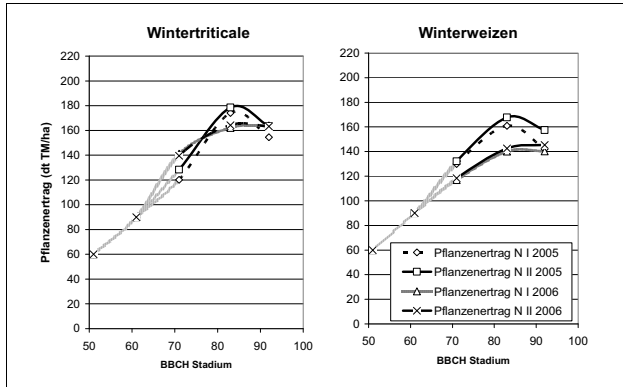 Wintertriticale
220
200
180
160
140
120
100
80
60
40
20
0
50 60 70 80 90 100
BBCH Stadium
Pflanzenertrag (dt TM/ha)
Winterweizen
220
200
180
160
140
120
100
80
60
40
20
0
50 60 70 80 90 100
BBCH Stadium
Pflanzenertrag N I 2005
Pflanzenertrag N II 2005
Pflanzenertrag N I 2006
Pflanzenertrag N II 2006